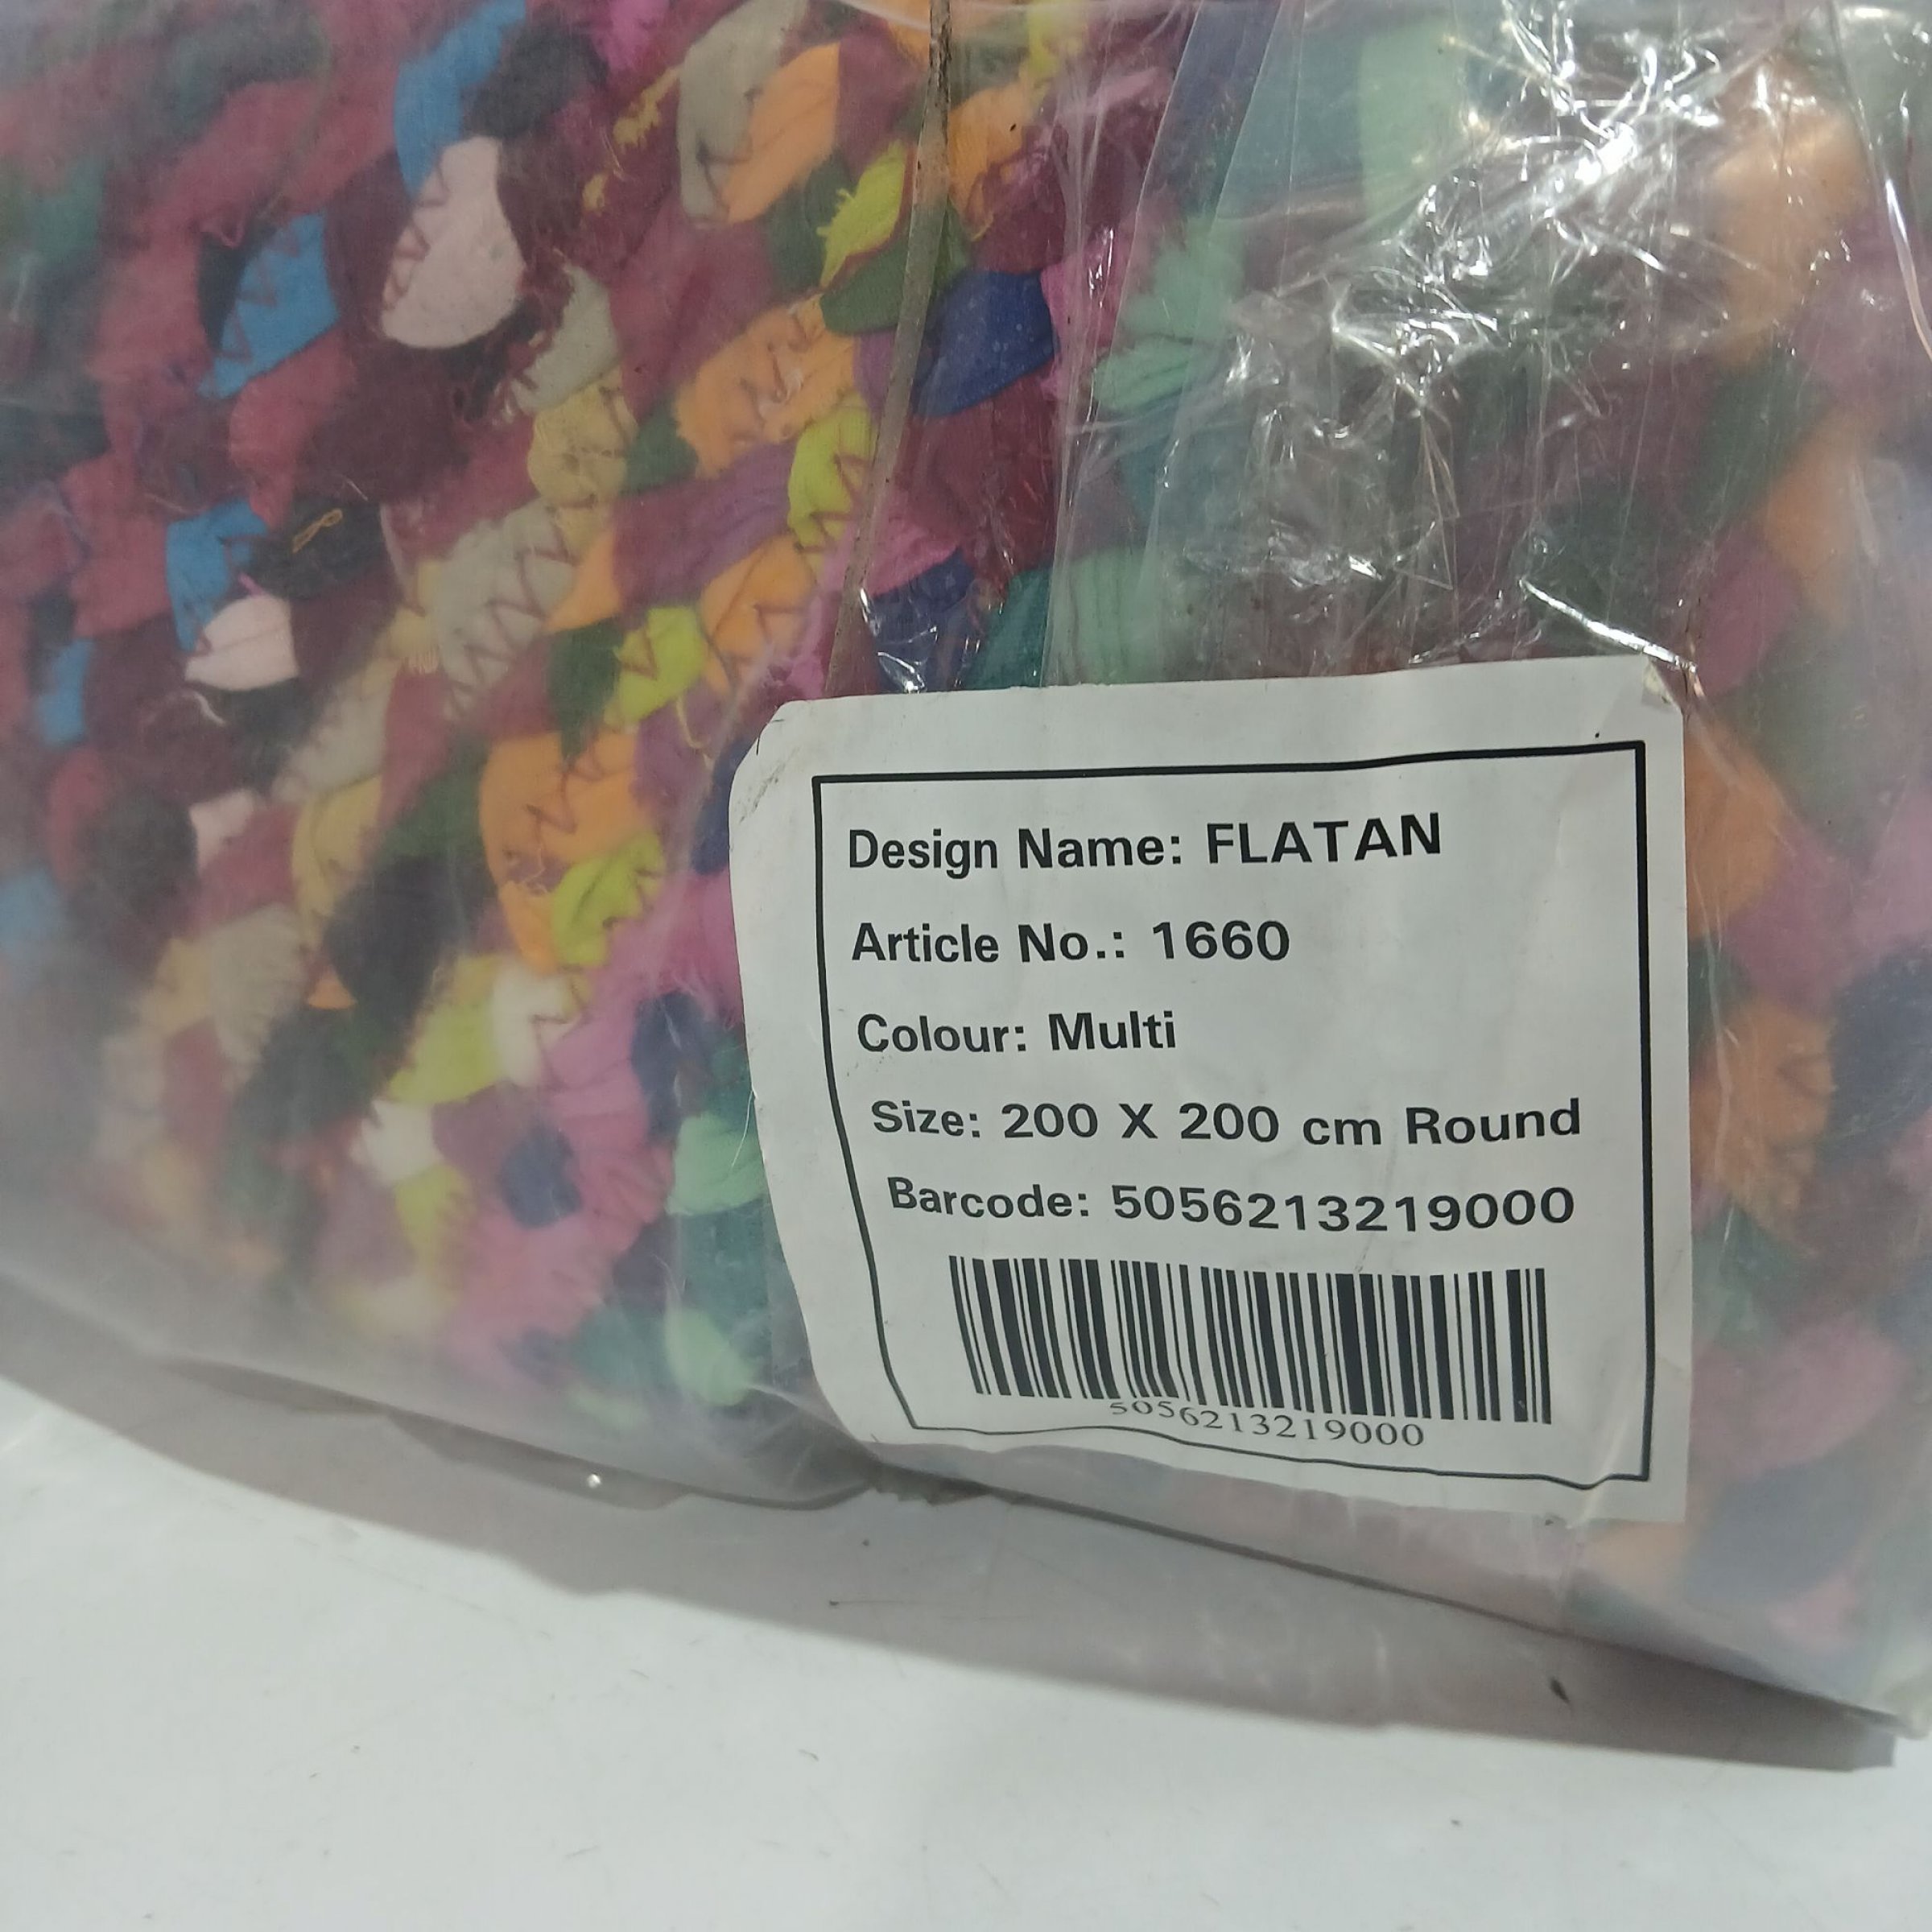 Design Name: FLATAN
Article No.: 1660
Colour: Multi
Size: 200 X 200 cm Round
Barcode: 5056213219000
5056213219000